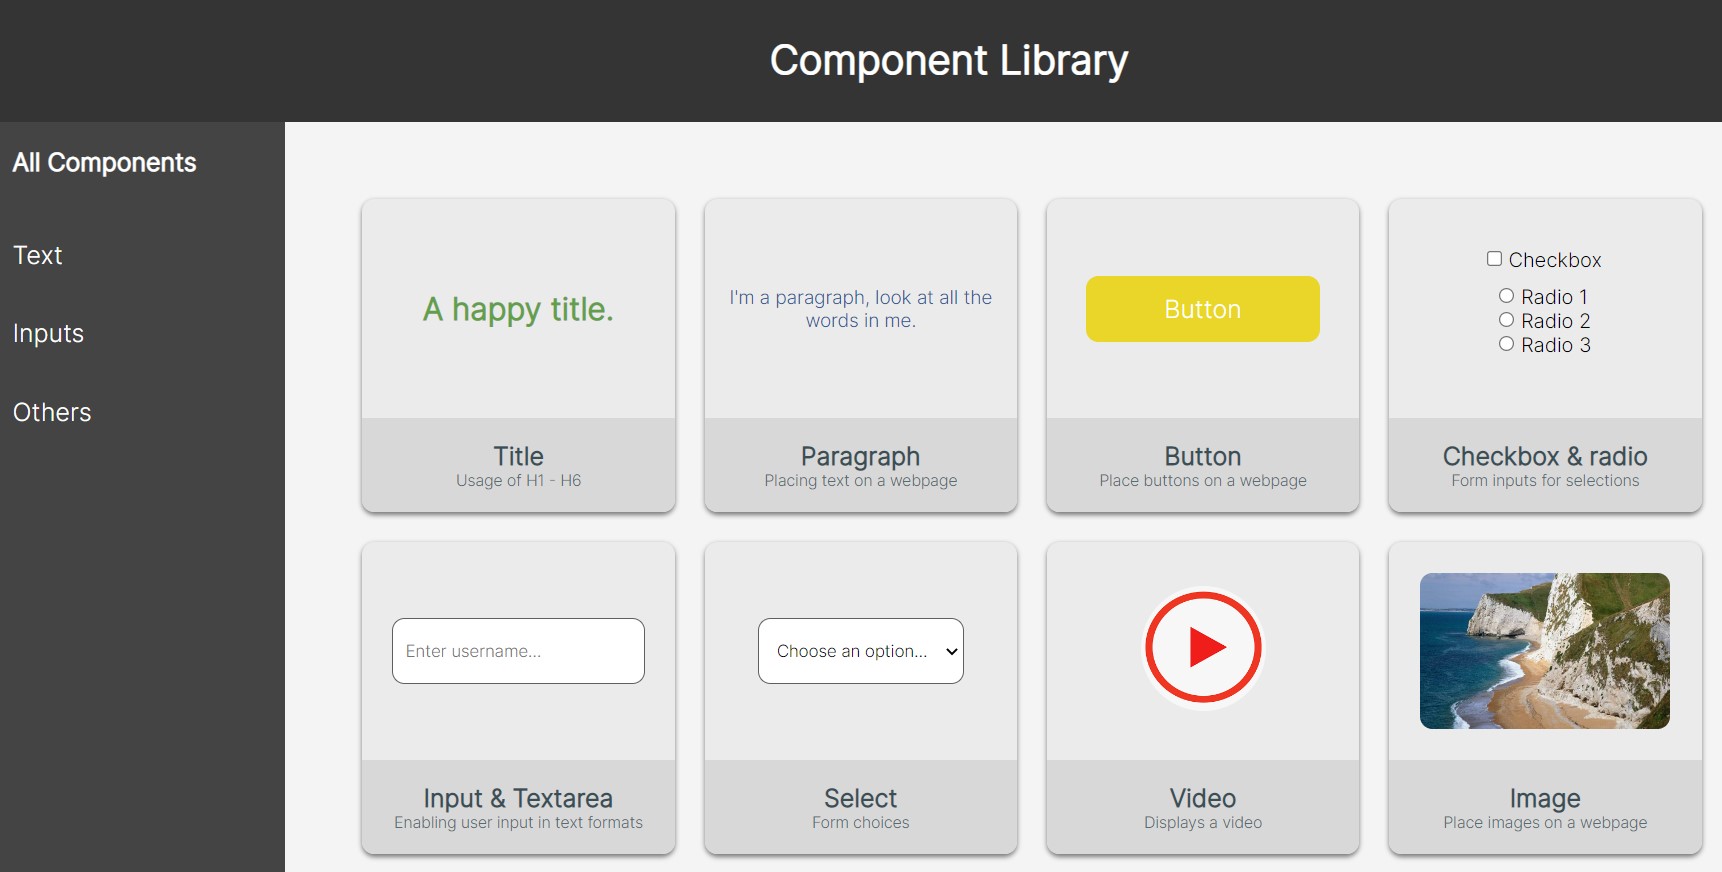 Component Library
All Components
Text
Inputs
Others
A happy title.
Title
Usage of H1 - H6
I'm a paragraph, look at all the
words in me.
Paragraph
Placing text on a webpage
Button
Button
Place buttons on a webpage
Checkbox
Radio 1
Radio 2
Radio 3
Checkbox & radio
Form inputs for selections
Enter username...
Input & Textarea
Enabling user input in text formats
Choose an option...
Select
Form choices
Video
Displays a video
Image
Place images on a webpage